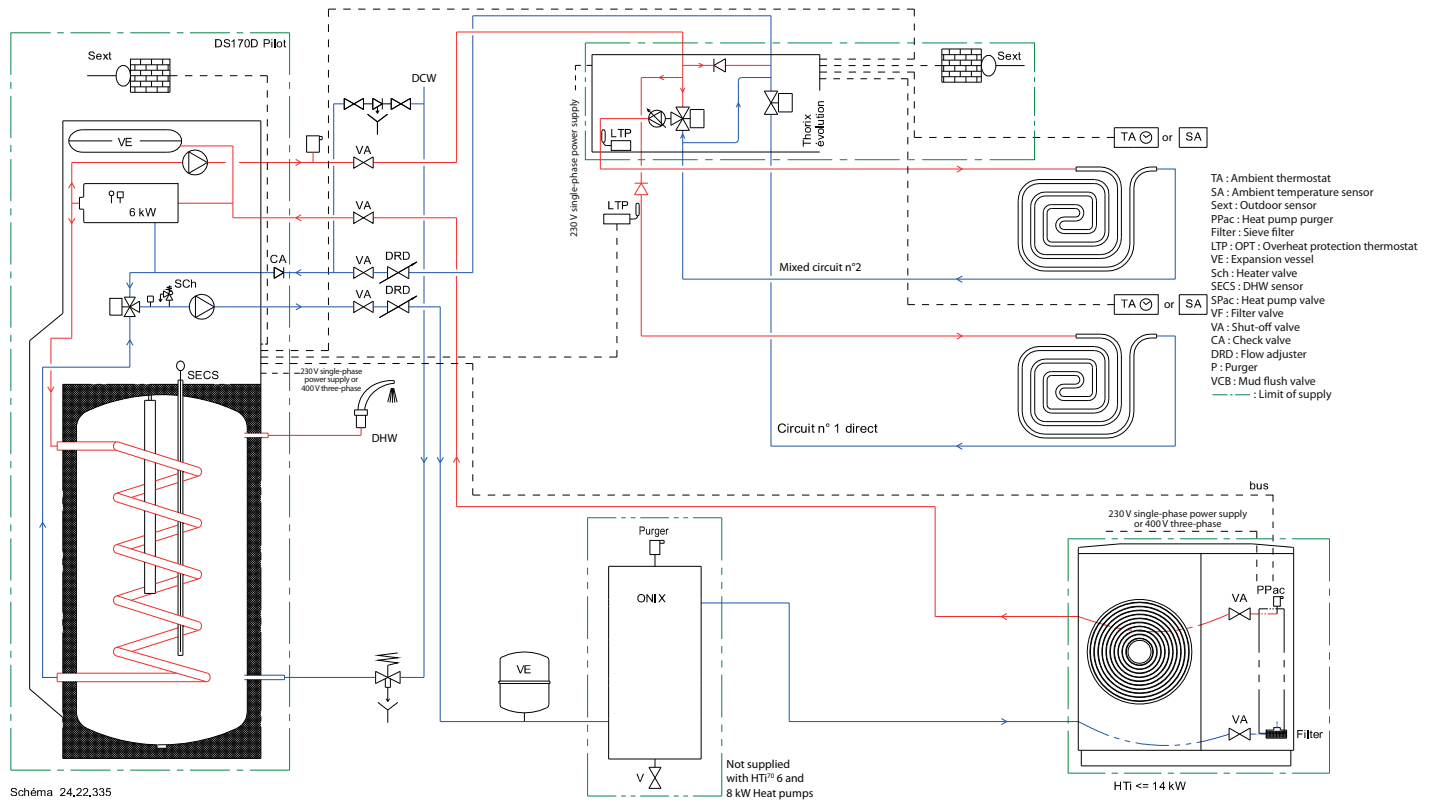 DS170D Pilot
Sext
DCW
VE
VA
6 kW
VA
CA
VA
DRD
SCh
VA
DRD
SECS
230 V single-phase
power supply or
400 V three-phase
DHW
230 V single-phase power supply
LTP
Thorix
évolution
Sext
LTP
TA or SA
Mixed circuit n°2
TA or SA
Circuit n° 1 direct
TA : Ambient thermostat
SA : Ambient temperature sensor
Sext : Outdoor sensor
PPac : Heat pump purger
Filter : Sieve filter
LTP : OPT : Overheat protection thermostat
VE : Expansion vessel
Sch : Heater valve
SECS : DHW sensor
SPac : Heat pump valve
VF : Filter valve
VA : Shut-off valve
CA : Check valve
DRD : Flow adjuster
P : Purger
VCB : Mud flush valve
: Limit of supply
bus
230 V single-phase power supply
or 400 V three-phase
Purger
ONIX
VE
V
Not supplied
with HTi⁷⁰ 6 and
8 kW Heat pumps
PPac
VA
VA
Filter
HTi <= 14 kW
Schéma 24.22.335